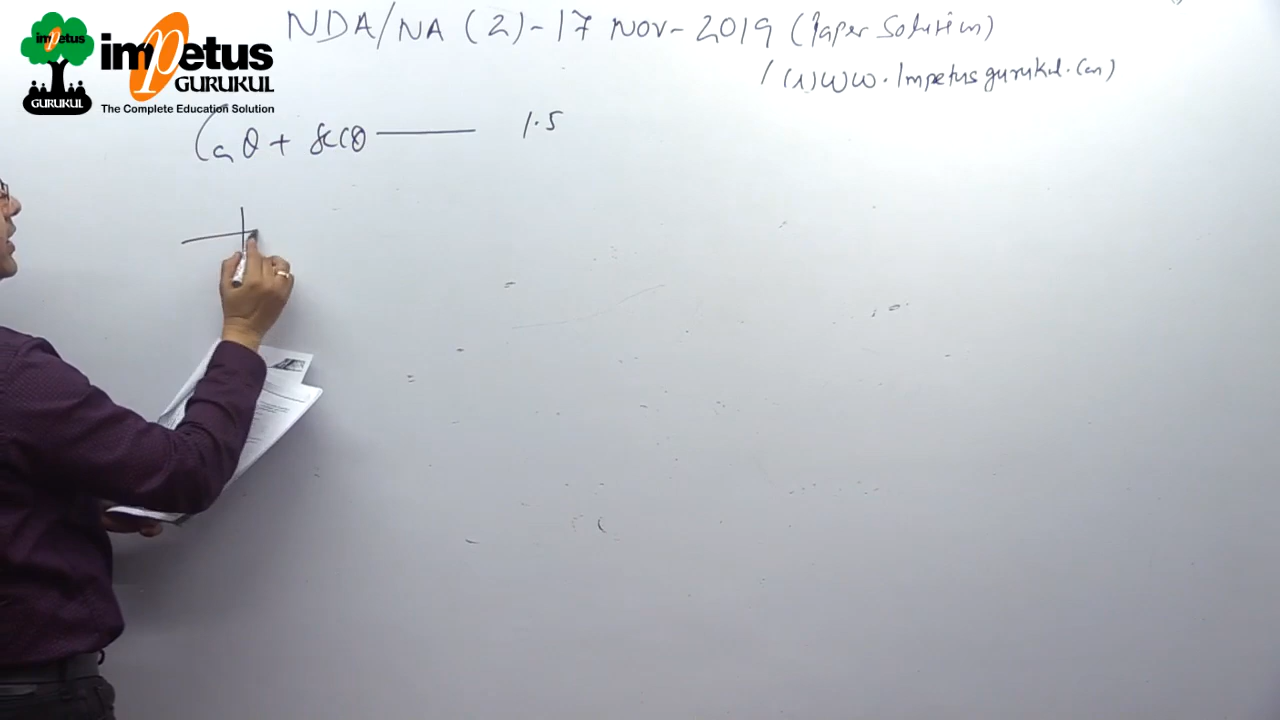 NDA/NA (2)-17 Nov-2019 (Paper Solution)
impetus
GURUKUL
impetus
GURUKUL
The Complete Education Solution
www.Impetusgurukul.com
Cos θ + sec θ — 1.5